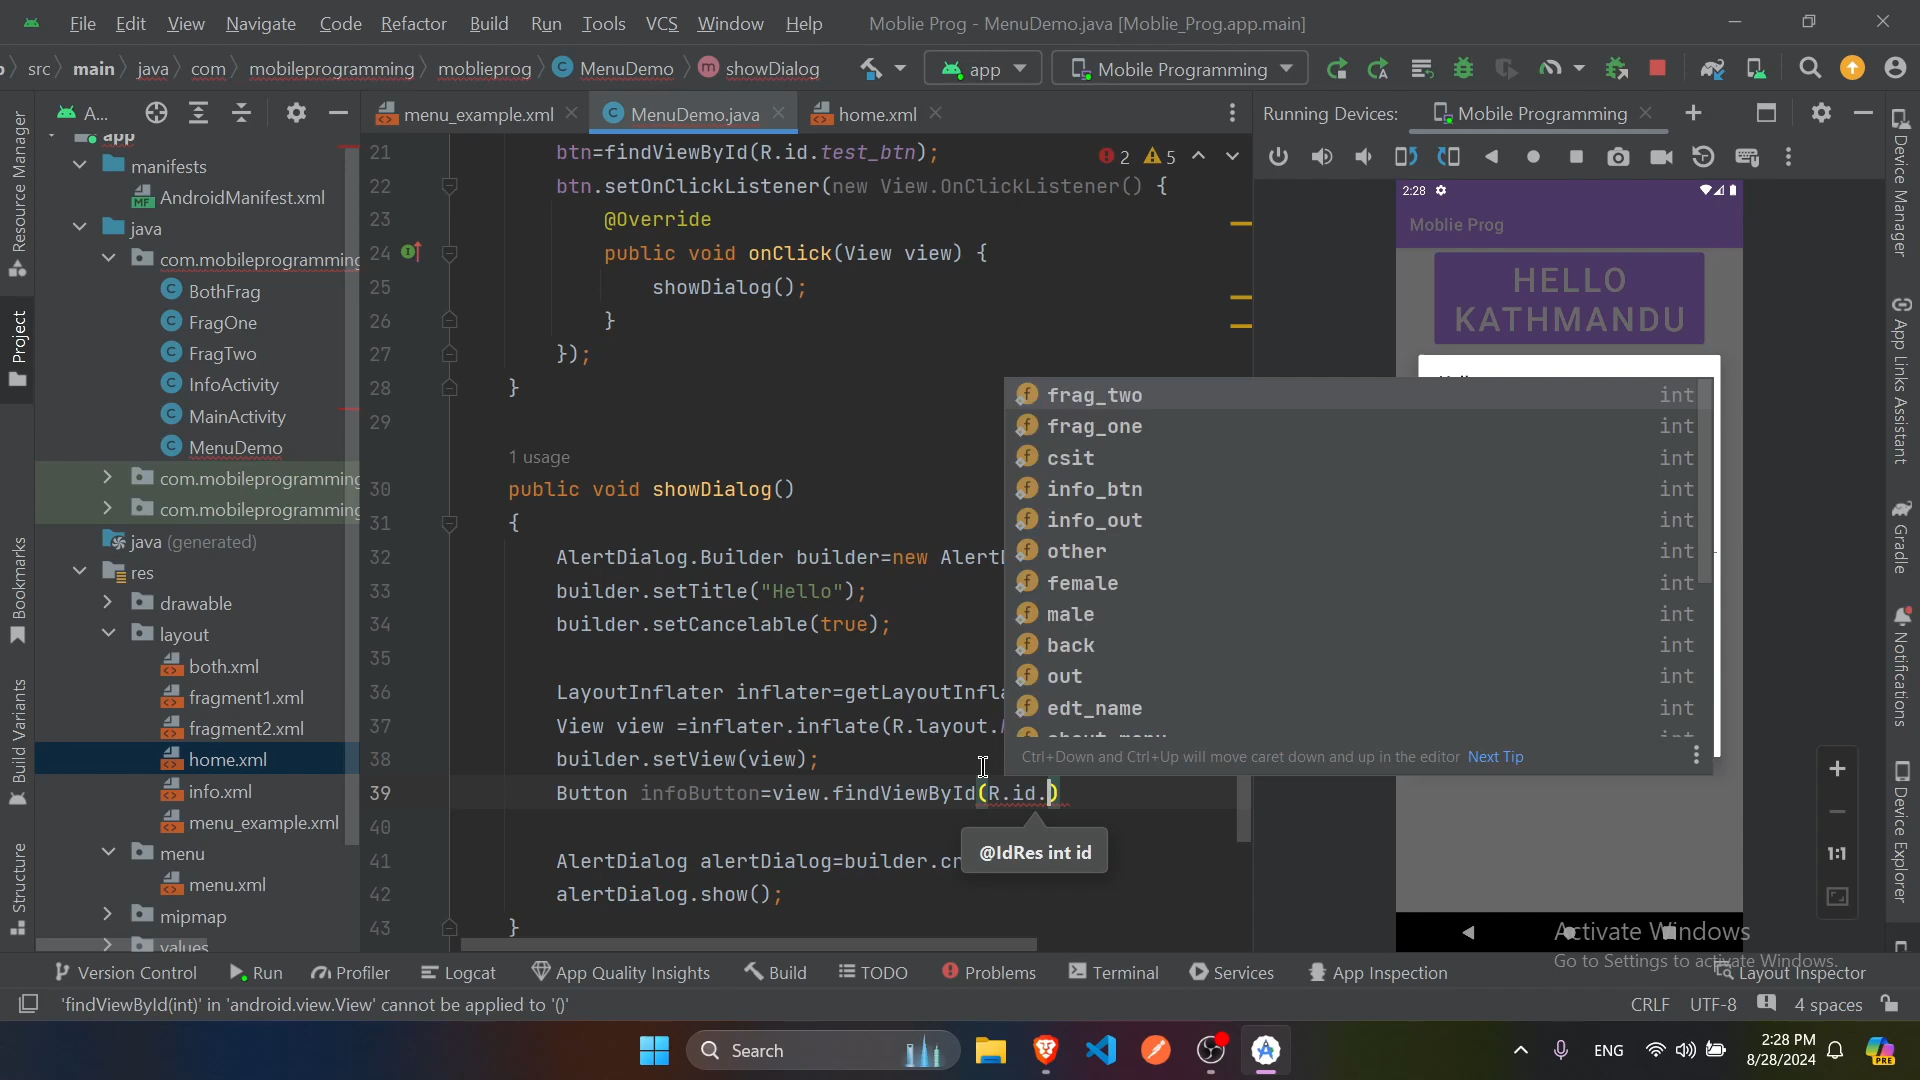 File Edit View Navigate Code Refactor Build Run Tools VCS Window Help Moblie Prog - MenuDemo.java [Moblie_Prog.app.main]
src main java com mobileprogramming moblieprog MenuDemo showDialog app Mobile Programming
A... menu_example.xml MenuDemo.java home.xml Running Devices: Mobile Programming
app
manifests
AndroidManifest.xml
java
com.mobileprogramming
BothFrag
FragOne
FragTwo
InfoActivity
MainActivity
MenuDemo
com.mobileprogramming
com.mobileprogramming
java (generated)
res
drawable
layout
both.xml
fragment1.xml
fragment2.xml
home.xml
info.xml
menu_example.xml
menu
menu.xml
mipmap
values
Resource Manager
Project
Bookmarks
Build Variants
Structure
2 5
21 btn=findViewById(R.id.test_btn);
22 btn.setOnClickListener(new View.OnClickListener() {
23 @Override
24 public void onClick(View view) {
25 showDialog();
26 }
27 });
28 }
29
1 usage
30 public void showDialog()
31 {
32 AlertDialog.Builder builder=new Alert
33 builder.setTitle("Hello");
34 builder.setCancelable(true);
35
36 LayoutInflater inflater=getLayoutInfl
37 View view =inflater.inflate(R.layout.
38 builder.setView(view);
39 Button infoButton=view.findViewById(R.id.)
40
41 AlertDialog alertDialog=builder.cr
42 alertDialog.show();
43 }
frag_two int
frag_one int
csit int
info_btn int
info_out int
other int
female int
male int
back int
out int
edt_name int
about_menu int
Ctrl+Down and Ctrl+Up will move caret down and up in the editor Next Tip
@IdRes int id
2:28
Moblie Prog
HELLO
KATHMANDU
1:1
Device Manager
App Links Assistant
Gradle
Notifications
Device Explorer
Activate Windows
Go to Settings to activate Windows.
Version Control Run Profiler Logcat App Quality Insights Build TODO Problems Terminal Services App Inspection Layout Inspector
'findViewById(int)' in 'android.view.View' cannot be applied to '()' CRLF UTF-8 4 spaces
Search ENG 2:28 PM
8/28/2024
PRE